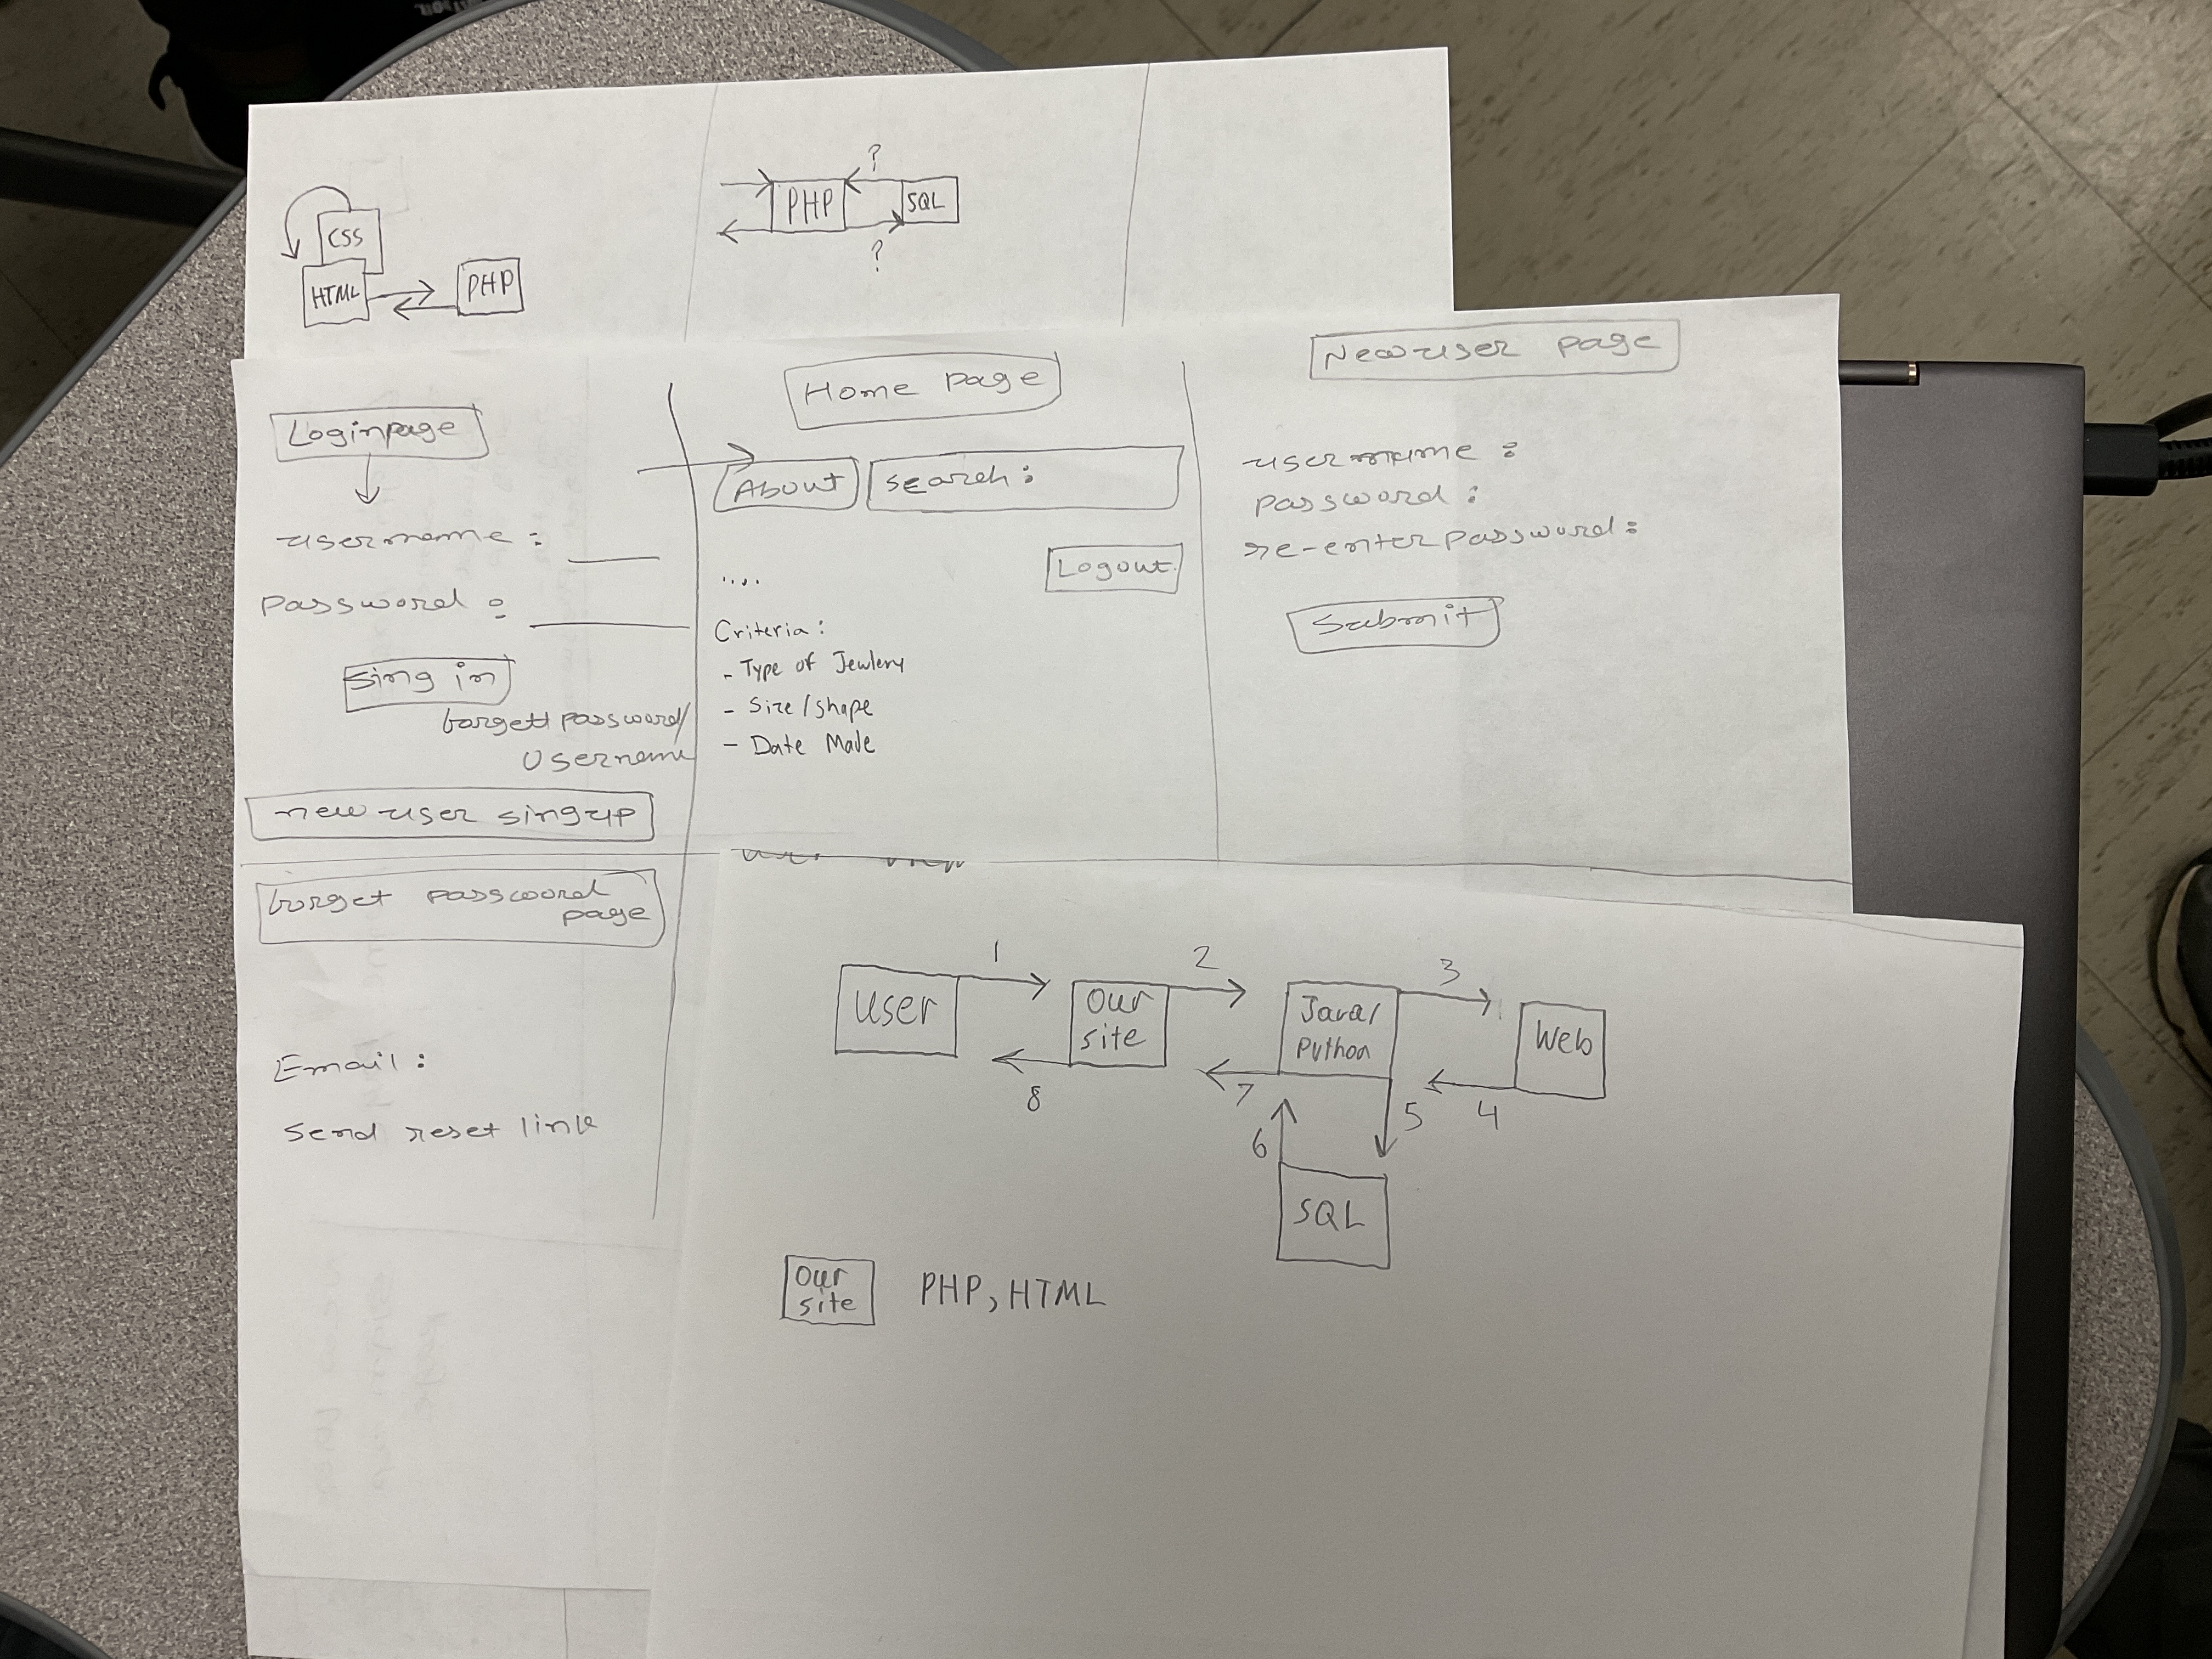 CSS
HTML
PHP
?
PHP
SQL
?
Loginpage
username :
password :
Sing in
forgett password/
Username
new user singup
forget password
page
Email :
Send reset link
Home page
About
search :
....
Logout
Criteria :
- Type of Jewlery
- Size/shape
- Date Made
New user page
username :
password :
re-enter password :
Submit
1
2
3
User
Our
site
Java/
Python
Web
8
7
6
5
4
SQL
Our
site
PHP, HTML